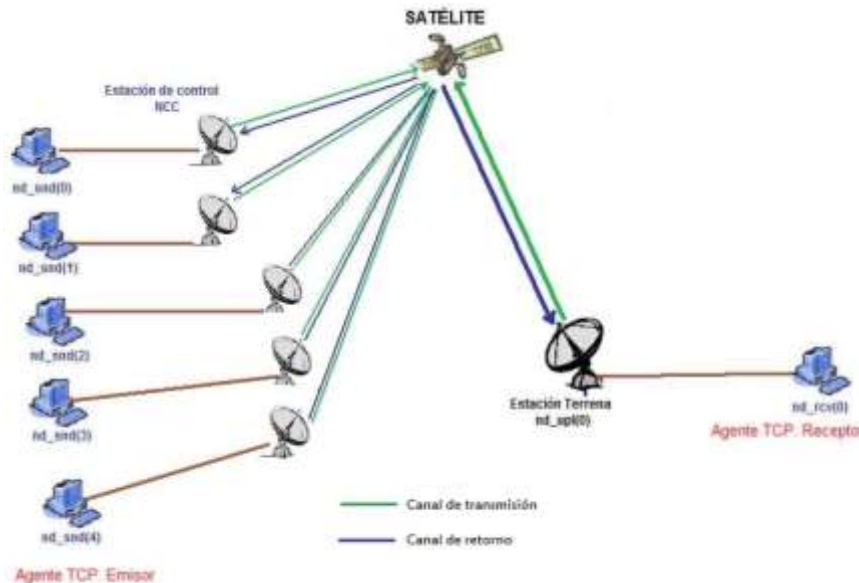 SATÉLITE
Estación de control
NCC
nd_snd(0)
nd_snd(1)
nd_snd(2)
nd_snd(3)
nd_snd(4)
Estación Terrena
nd_upl(0)
nd_rcv(0)
Agente TCP: Recepto
Canal de transmisión
Canal de retorno
Agente TCP: Emisor